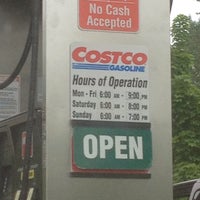 No Cash
Accepted
COSTCO
GASOLINE
Hours of Operation
Mon - Fri 6:00 AM - 9:00 PM
Saturday 6:00 AM - 8:00 PM
Sunday 6:00 AM - 7:00 PM
OPEN